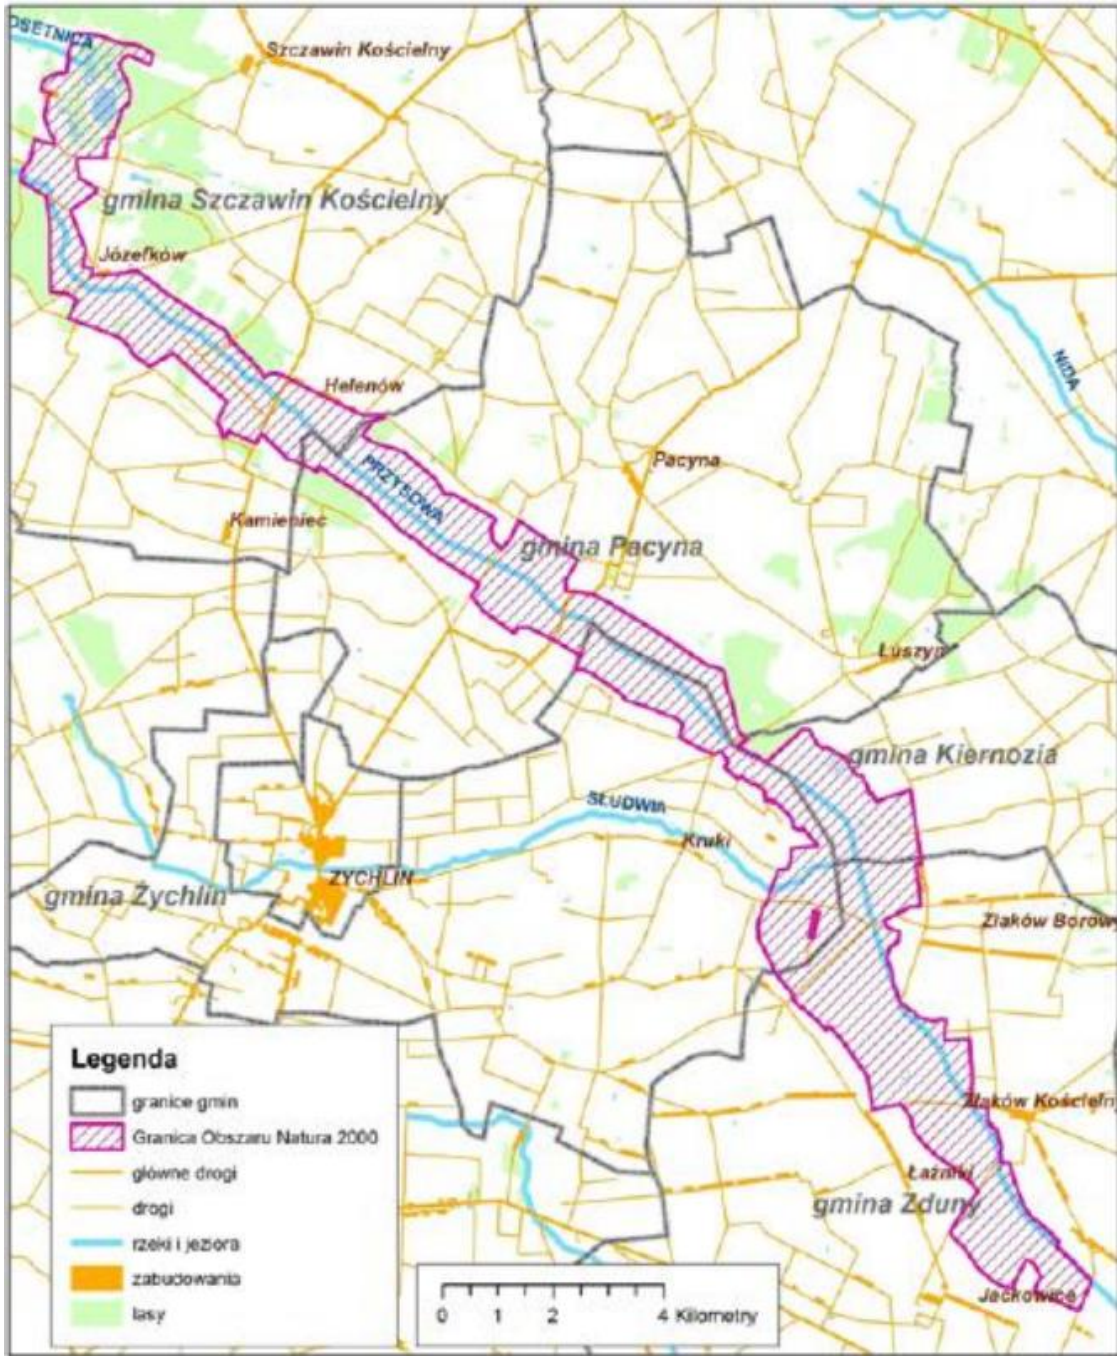 OSETNICA
Szczawin Kościelny
gmina Szczawin Kościelny
Józefków
NIDA
Helenów
PRZYSOWA
Pacyna
Kamieniec
gmina Pacyna
Łuszyn
gmina Kiernozia
SŁUDWIA
Kruki
ŻYCHLIN
gmina Żychlin
Złaków Borowy
Legenda
granice gmin
Granica Obszaru Natura 2000
główne drogi
drogi
rzeki i jeziora
zabudowania
lasy
Złaków Kościelny
Łaźniki
gmina Zduny
Jackowice
0 1 2 4 Kilometry